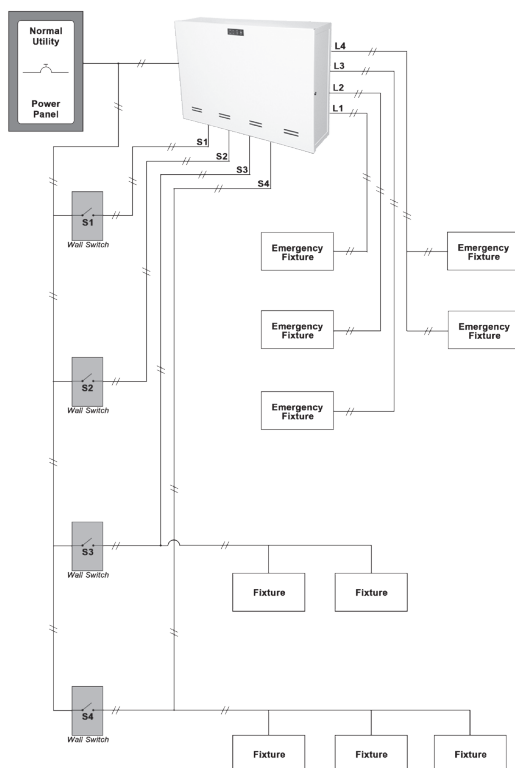 Normal
Utility
Power
Panel
L4
L3
L2
L1
S1
S2
S3
S4
S1
Wall Switch
Emergency
Fixture
Emergency
Fixture
Emergency
Fixture
Emergency
Fixture
S2
Wall Switch
Emergency
Fixture
S3
Wall Switch
Fixture
Fixture
S4
Wall Switch
Fixture
Fixture
Fixture